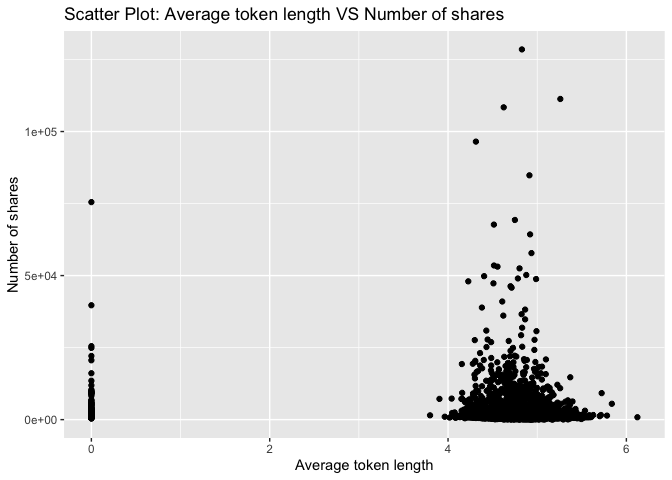 Scatter Plot: Average token length VS Number of shares
1e+05
5e+04
0e+00
Number of shares
0 2 4 6
Average token length